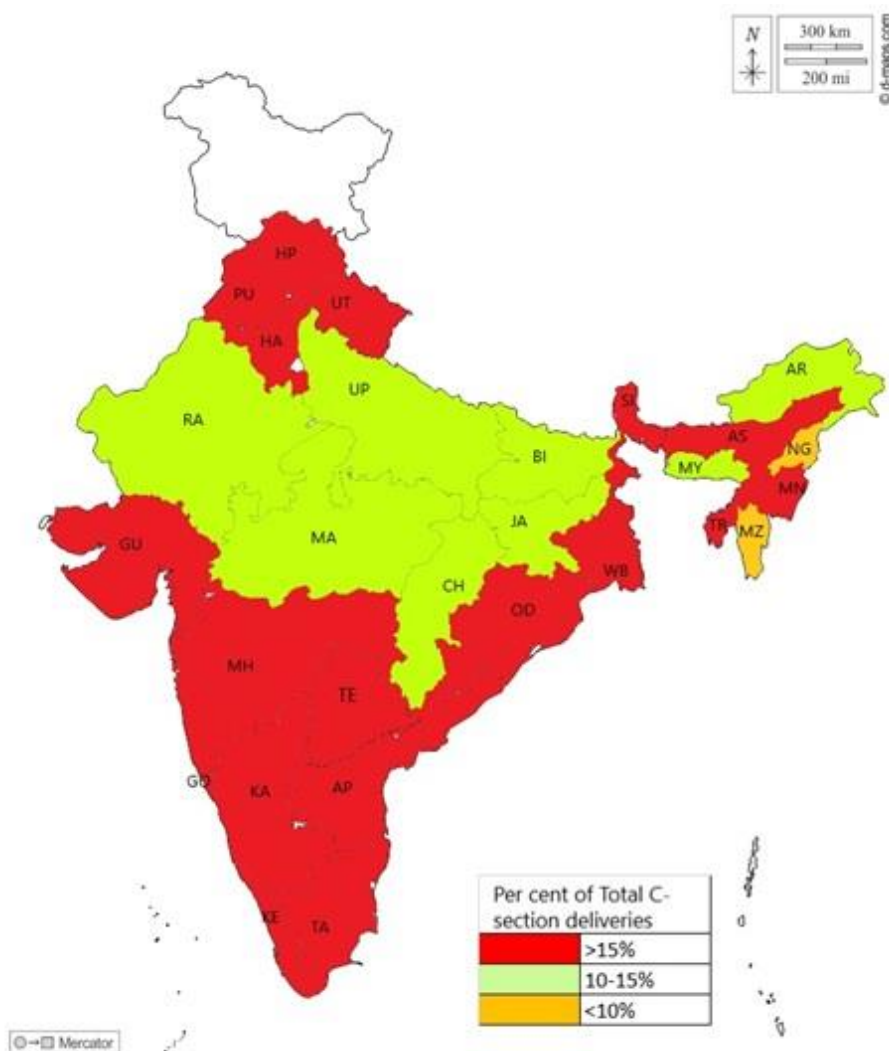 N
300 km
200 mi
© d-maps.com
HP
PU
UT
HA
RA
UP
AR
SI
AS
NG
BI
MY
MN
JA
MA
TR
MZ
GU
CH
WB
OD
MH
TE
GO
KA
AP
KE
TA
Per cent of Total C-
section deliveries
>15%
10-15%
<10%
Mercator